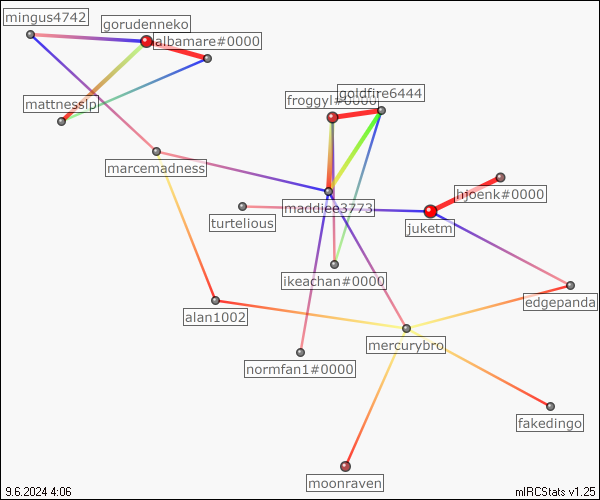 mingus4742
gorudenneko
albamare#0000
mattnesslp
goldfire6444
froggyl#0000
marcemadness
hjoenk#0000
maddiee3773
turtelious
juketm
ikeachan#0000
edgepanda
alan1002
mercurybro
normfan1#0000
fakedingo
moonraven
9.6.2024 4:06
mIRCStats v1.25